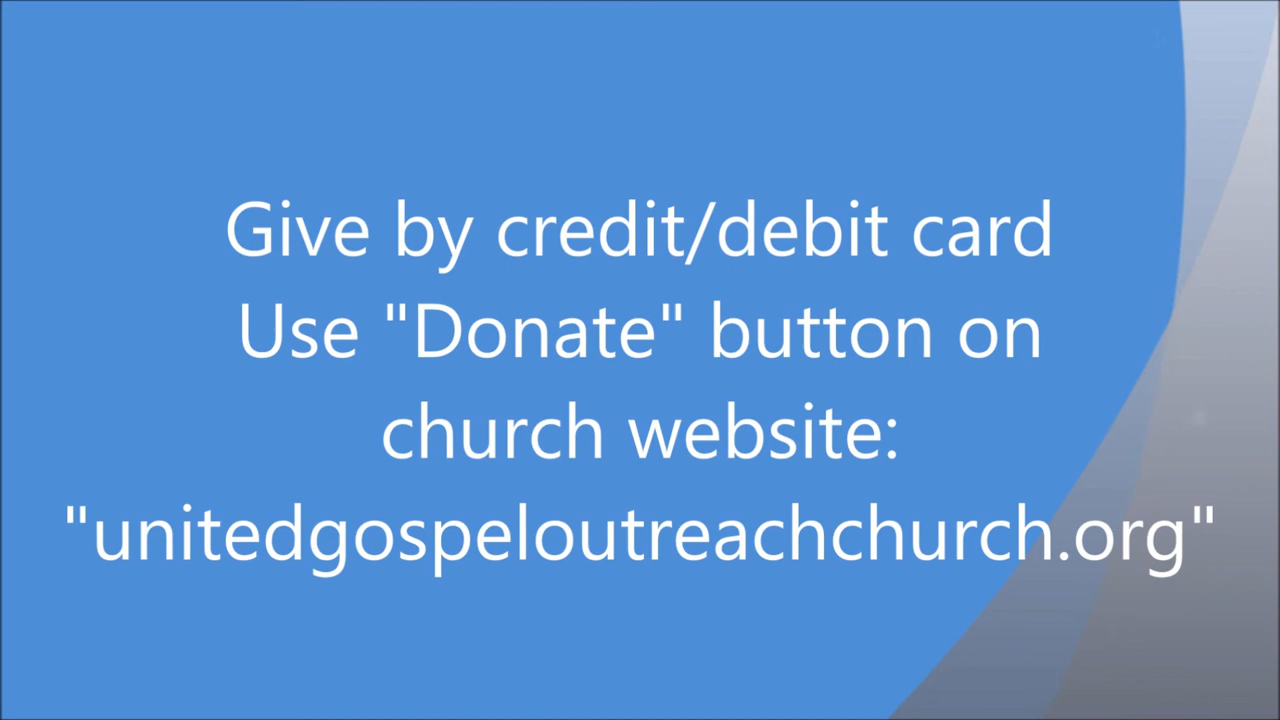 Give by credit/debit card
Use "Donate" button on
church website:
"unitedgospeloutreachchurch.org"